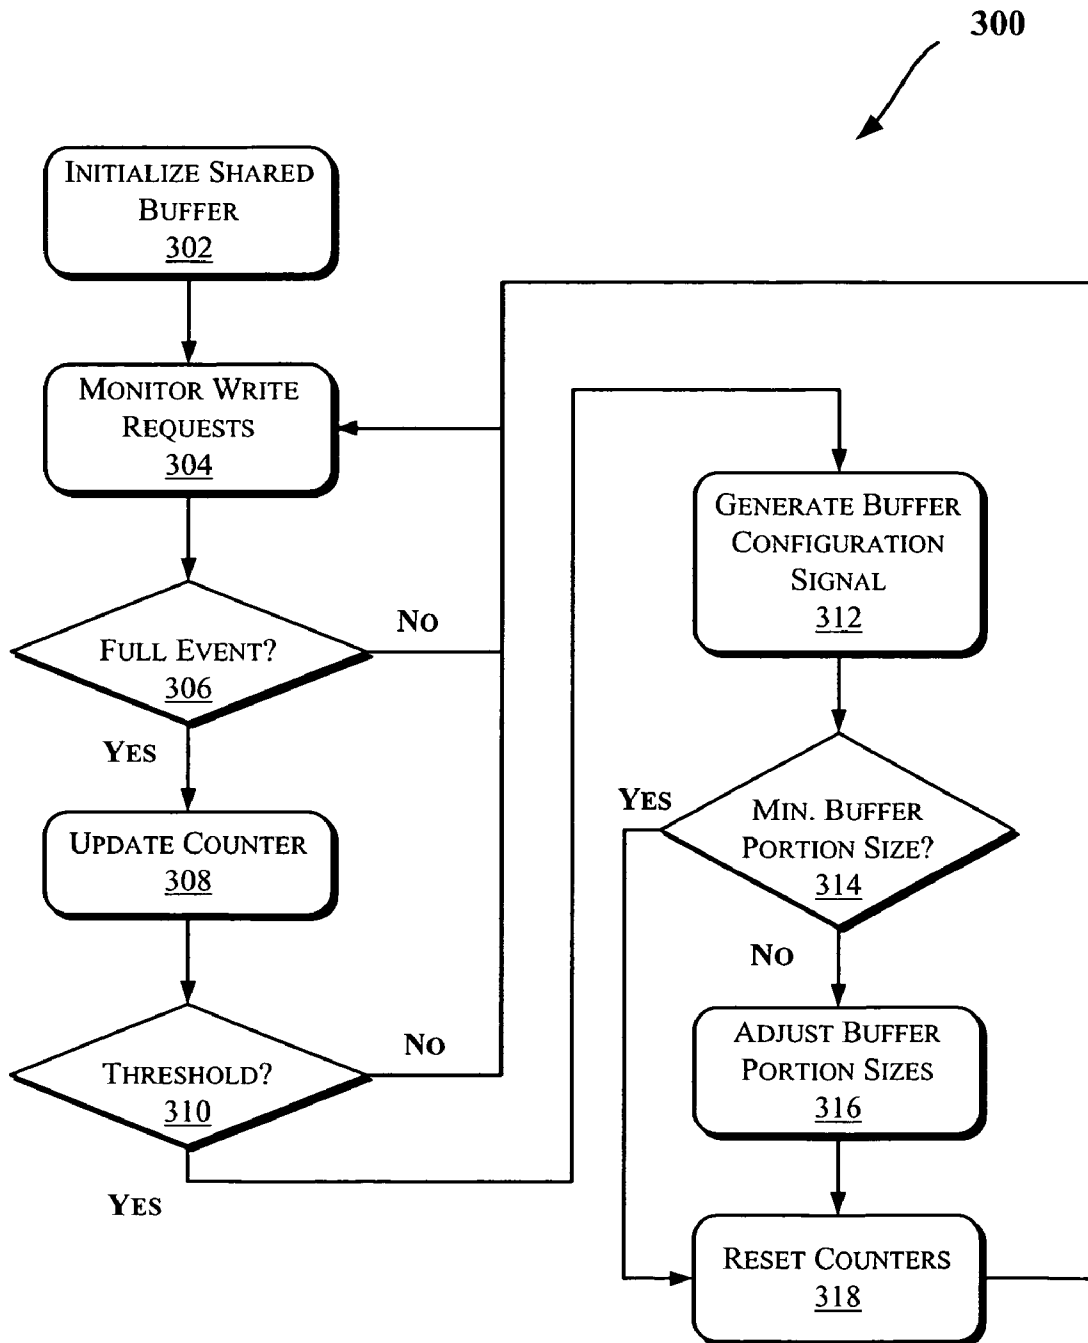 300
INITIALIZE SHARED
BUFFER
302
MONITOR WRITE
REQUESTS
304
FULL EVENT?
306
NO
YES
UPDATE COUNTER
308
THRESHOLD?
310
NO
YES
GENERATE BUFFER
CONFIGURATION
SIGNAL
312
MIN. BUFFER
PORTION SIZE?
314
YES
NO
ADJUST BUFFER
PORTION SIZES
316
RESET COUNTERS
318